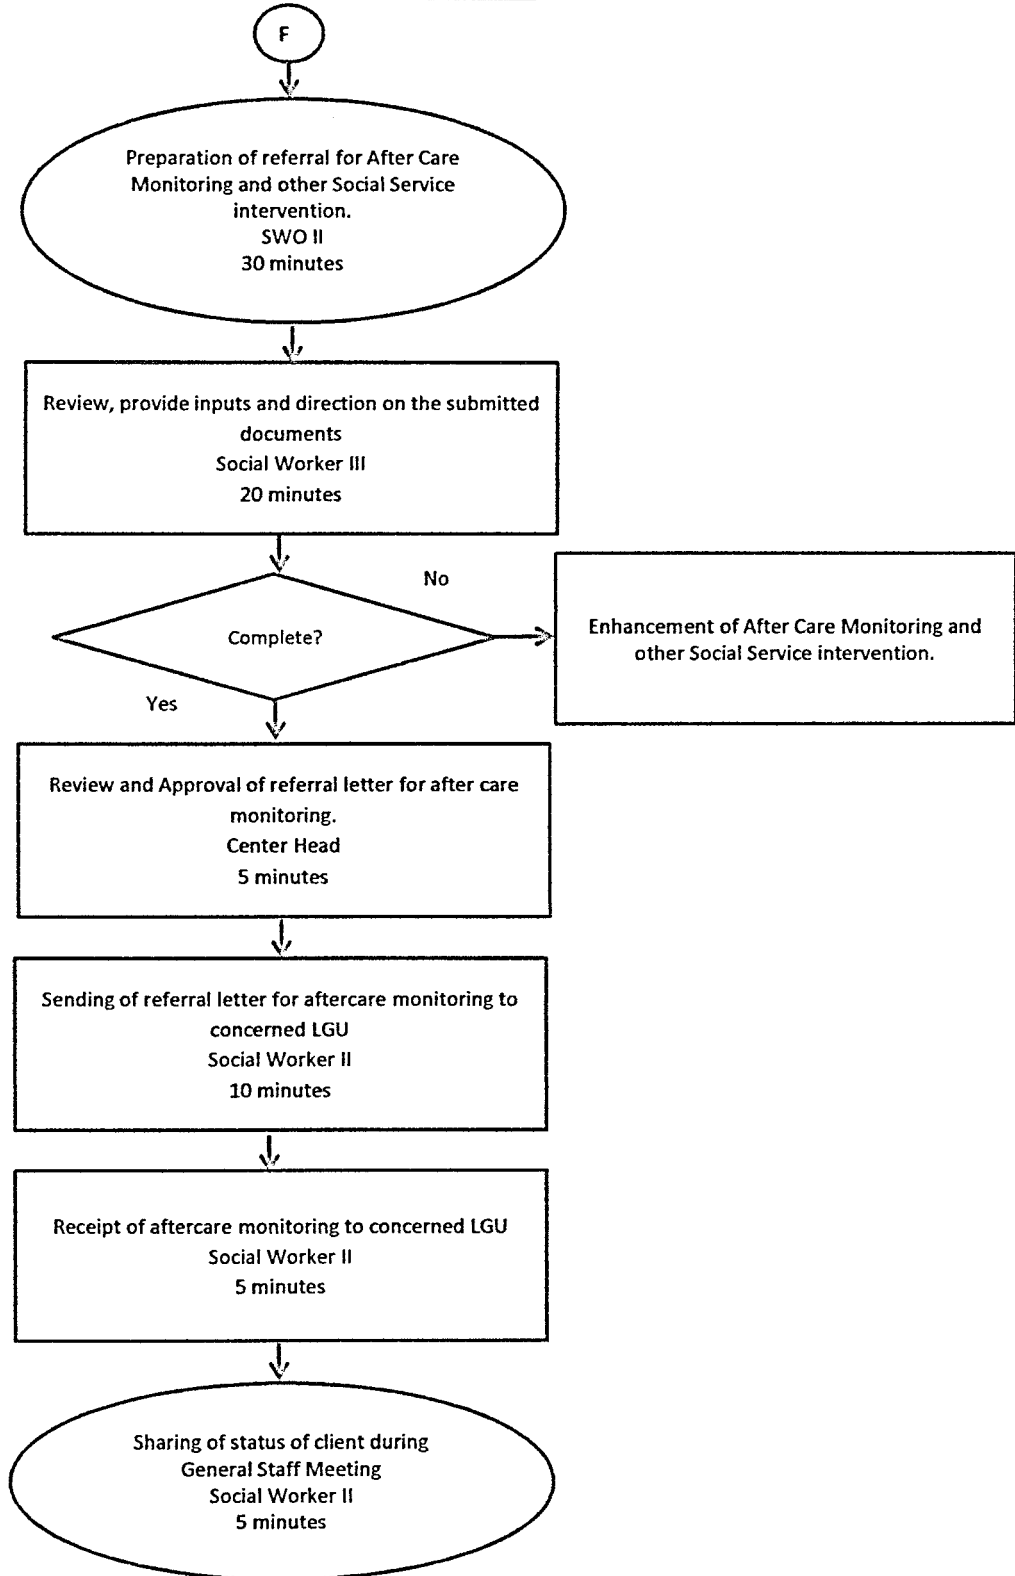 F
Preparation of referral for After Care
Monitoring and other Social Service
intervention.
SWO II
30 minutes
Review, provide inputs and direction on the submitted
documents
Social Worker III
20 minutes
No
Complete?
Enhancement of After Care Monitoring and
other Social Service intervention.
Yes
Review and Approval of referral letter for after care
monitoring.
Center Head
5 minutes
Sending of referral letter for aftercare monitoring to
concerned LGU
Social Worker II
10 minutes
Receipt of aftercare monitoring to concerned LGU
Social Worker II
5 minutes
Sharing of status of client during
General Staff Meeting
Social Worker II
5 minutes